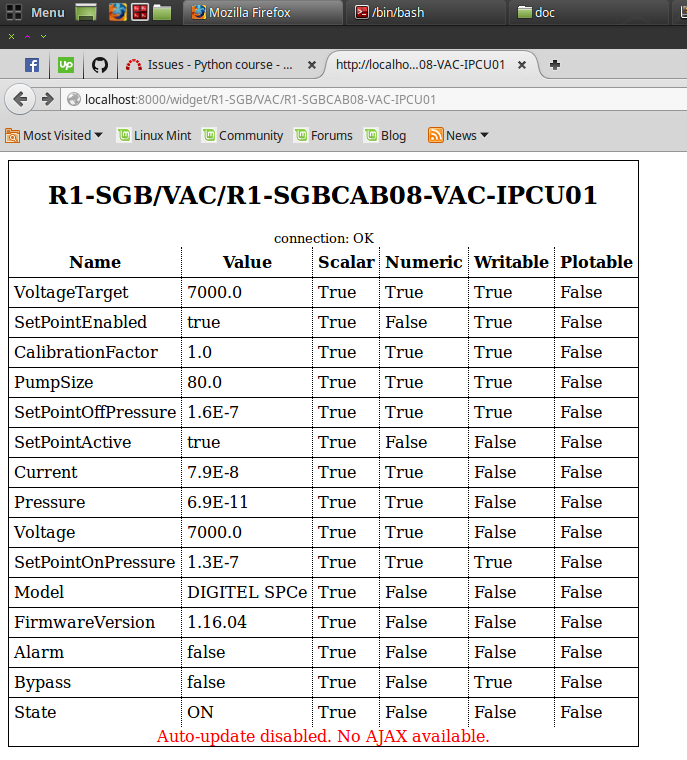 Menu Mozilla Firefox /bin/bash doc
Up Issues - Python course - ... http://localho...08-VAC-IPCU01
localhost:8000/widget/R1-SGB/VAC/R1-SGBCAB08-VAC-IPCU01
Most Visited Linux Mint Community Forums Blog News
R1-SGB/VAC/R1-SGBCAB08-VAC-IPCU01
connection: OK
Name Value Scalar Numeric Writable Plotable
VoltageTarget 7000.0 True True True False
SetPointEnabled true True False True False
CalibrationFactor 1.0 True True True False
PumpSize 80.0 True True True False
SetPointOffPressure 1.6E-7 True True True False
SetPointActive true True False False False
Current 7.9E-8 True True False False
Pressure 6.9E-11 True True False False
Voltage 7000.0 True True False False
SetPointOnPressure 1.3E-7 True True True False
Model DIGITEL SPCe True False False False
FirmwareVersion 1.16.04 True False False False
Alarm false True False False False
Bypass false True False True False
State ON True False False False
Auto-update disabled. No AJAX available.